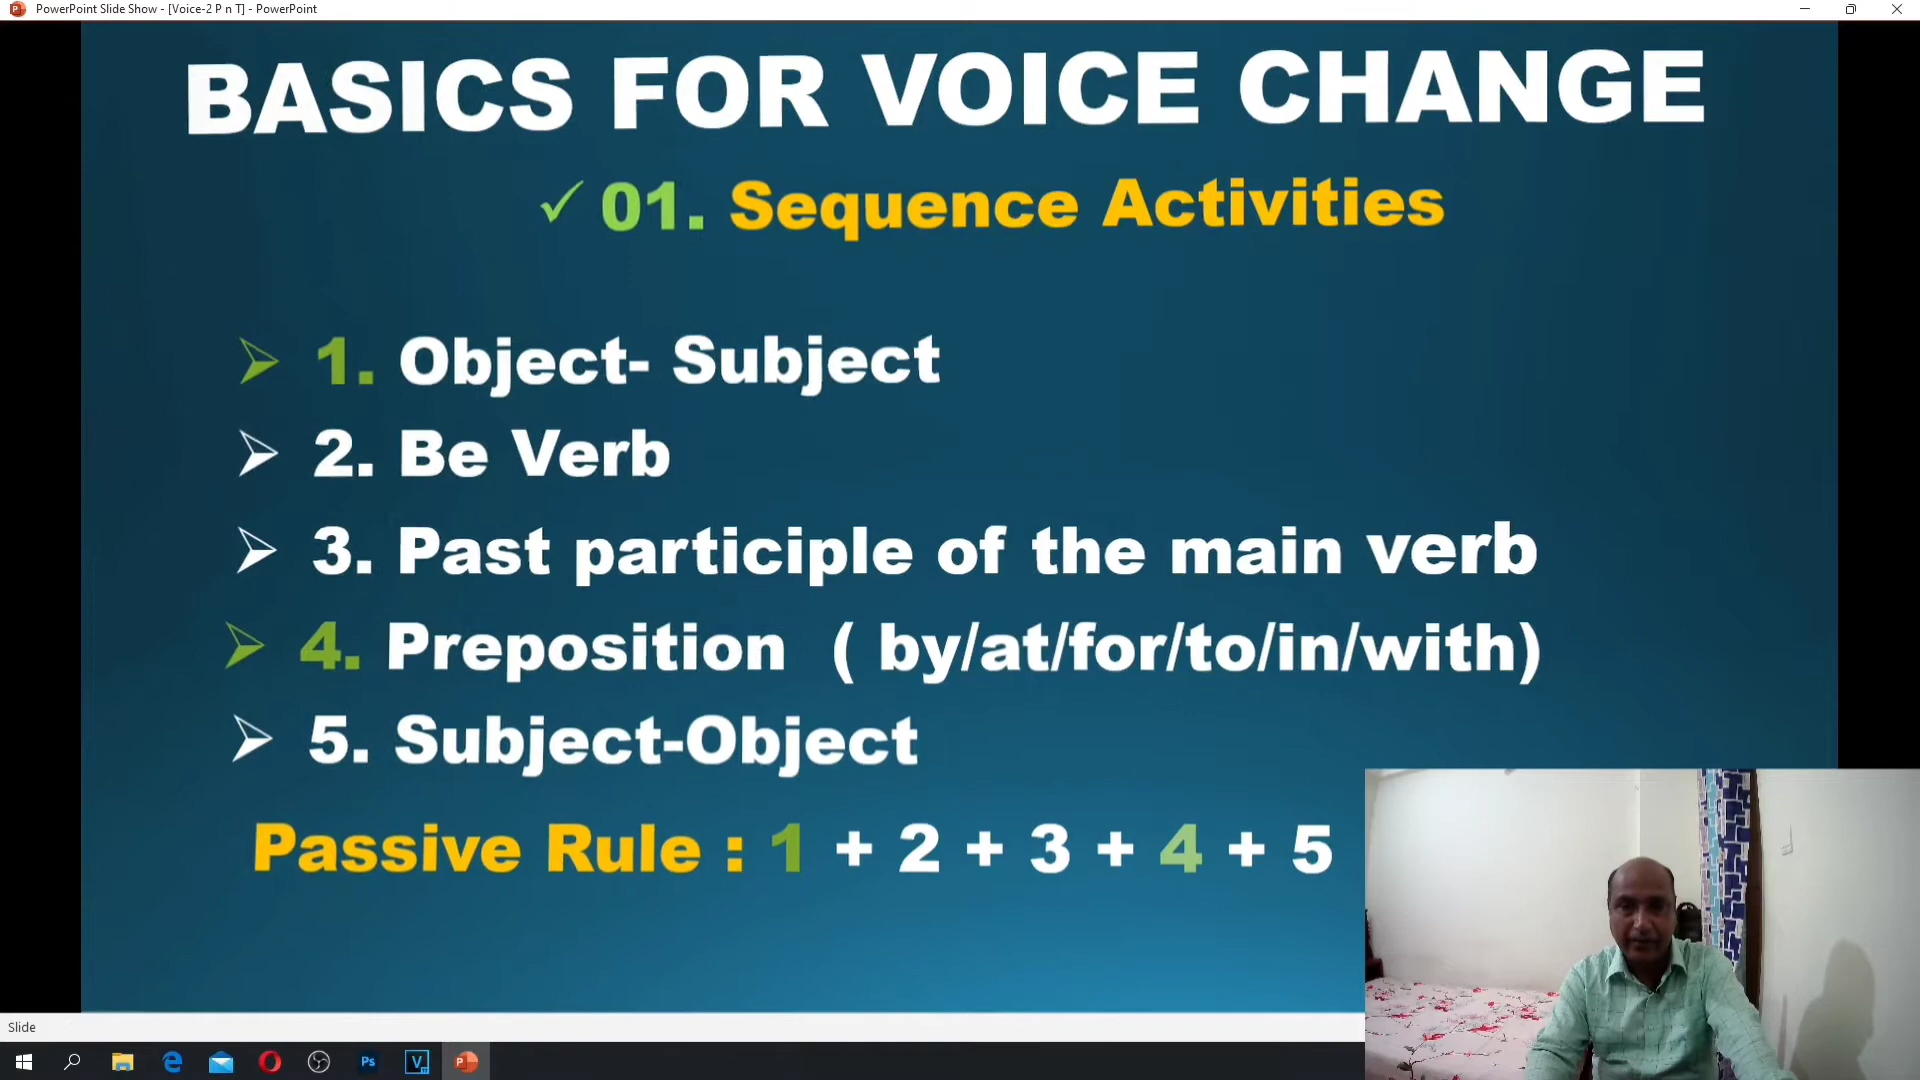 PowerPoint Slide Show - [Voice-2 P n T] - PowerPoint
BASICS FOR VOICE CHANGE
✓ 01. Sequence Activities
➢ 1. Object- Subject
➢ 2. Be Verb
➢ 3. Past participle of the main verb
➢ 4. Preposition ( by/at/for/to/in/with)
➢ 5. Subject-Object
Passive Rule : 1 + 2 + 3 + 4 + 5
Slide
Ps
V
P